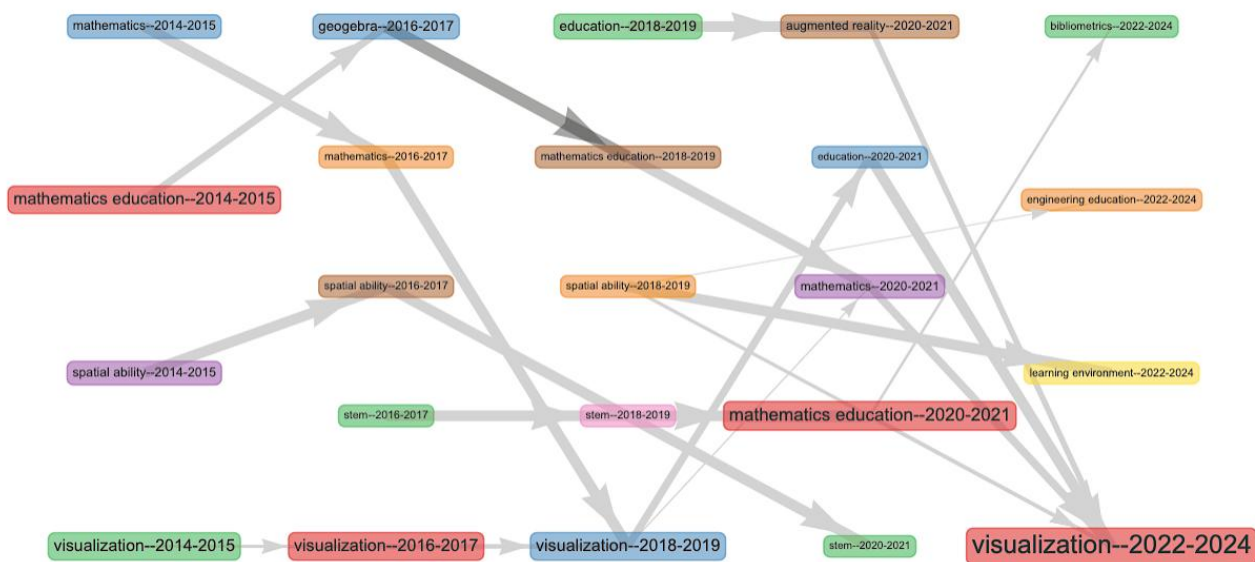 mathematics--2014-2015
geogebra--2016-2017
education--2018-2019
augmented reality--2020-2021
bibliometrics--2022-2024
mathematics--2016-2017
mathematics education--2018-2019
education--2020-2021
mathematics education--2014-2015
engineering education--2022-2024
spatial ability--2016-2017
spatial ability--2018-2019
mathematics--2020-2021
spatial ability--2014-2015
learning environment--2022-2024
stem--2016-2017
stem--2018-2019
mathematics education--2020-2021
visualization--2014-2015
visualization--2016-2017
visualization--2018-2019
stem--2020-2021
visualization--2022-2024